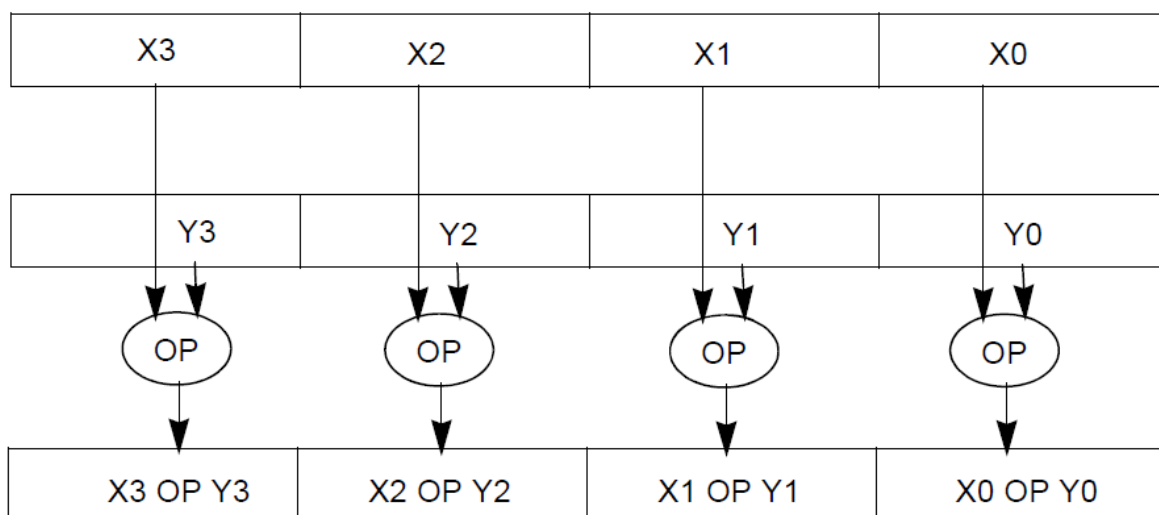 X3 X2 X1 X0
Y3 Y2 Y1 Y0
OP OP OP OP
X3 OP Y3 X2 OP Y2 X1 OP Y1 X0 OP Y0